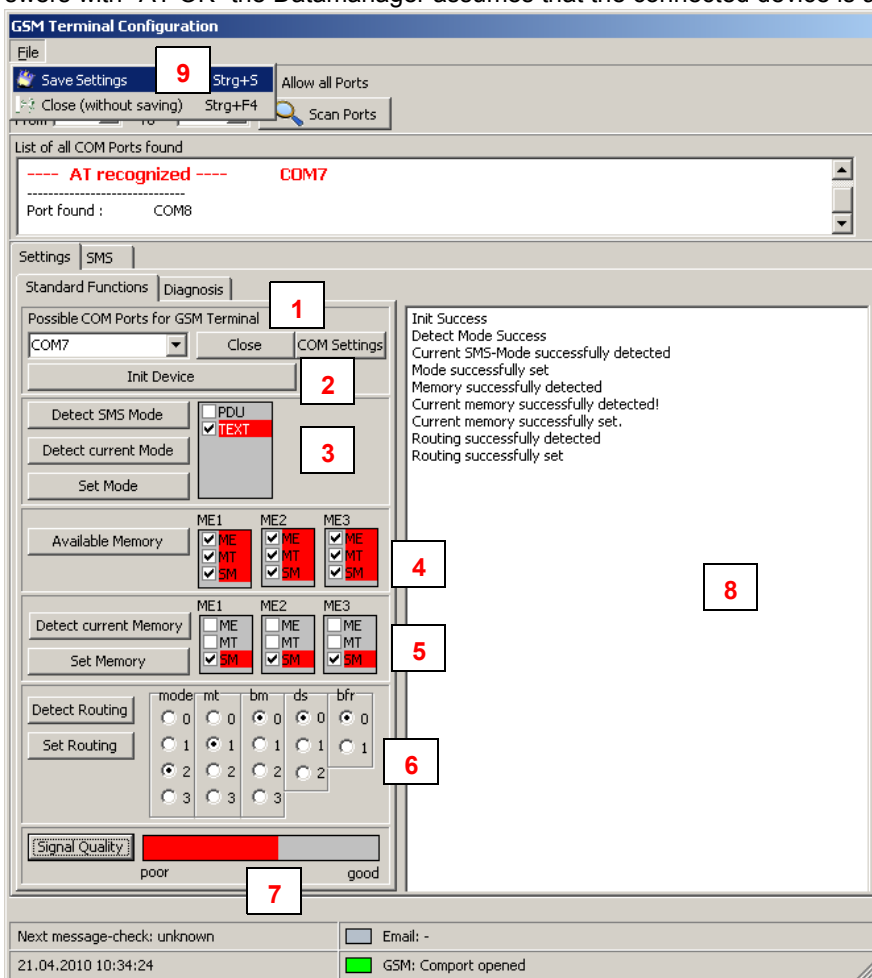 GSM Terminal Configuration
File
9
Save Settings Strg+S
Allow all Ports
Close (without saving) Strg+F4
Scan Ports
List of all COM Ports found
---- AT recognized ---- COM7
------------------------------
Port found : COM8
Settings SMS
Standard Functions Diagnosis
1
Possible COM Ports for GSM Terminal
COM7 Close COM Settings
Init Device
2
Detect SMS Mode
PDU
TEXT
Detect current Mode
3
Set Mode
ME1 ME2 ME3
Available Memory
ME ME ME
MT MT MT
SM SM SM
4
ME1 ME2 ME3
Detect current Memory
ME ME ME
MT MT MT
Set Memory
SM SM SM
5
mode mt bm ds bfr
Detect Routing
0 0 0 0 0
Set Routing
1 1 1 1 1
2 2 2 2
3 3 3
6
Signal Quality
poor good
7
Init Success
Detect Mode Success
Current SMS-Mode successfully detected
Mode successfully set
Memory successfully detected
Current memory successfully detected!
Current memory successfully set.
Routing successfully detected
Routing successfully set
8
Next message-check: unknown
Email: -
21.04.2010 10:34:24
GSM: Comport opened